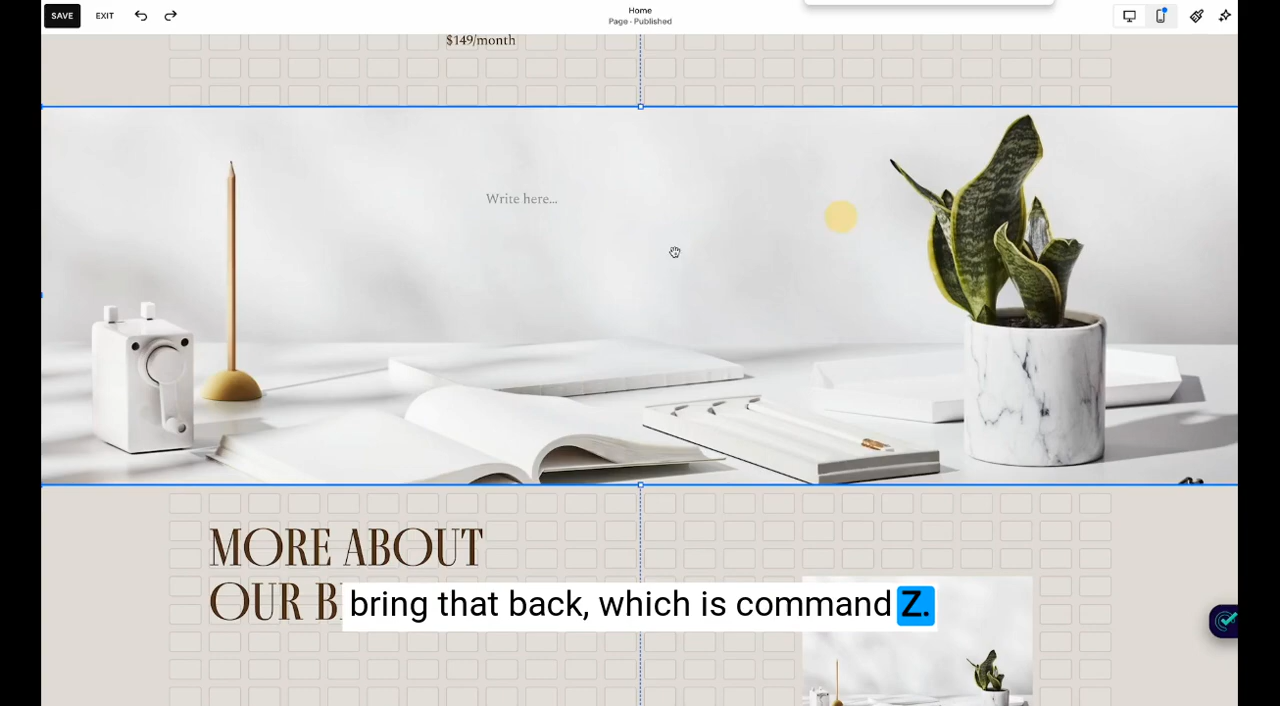 SAVE EXIT Home
Page · Published
$149/month
Write here...
MORE ABOUT
OUR B
bring that back, which is command Z.